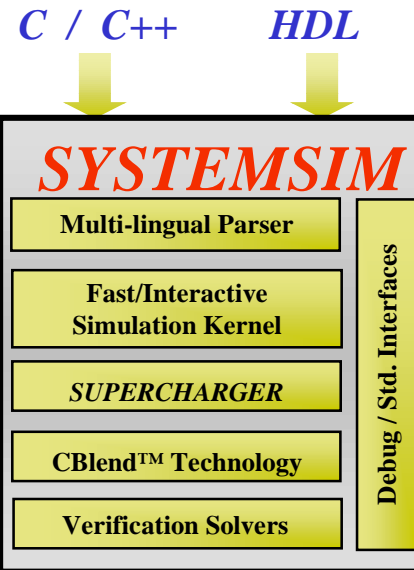 C / C++ HDL
SYSTEMSIM
Multi-lingual Parser
Fast/Interactive
Simulation Kernel
SUPERCHARGER
CBlend™ Technology
Verification Solvers
Debug / Std. Interfaces